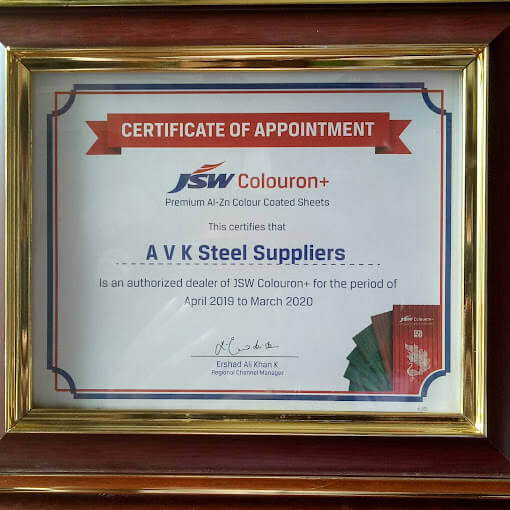 CERTIFICATE OF APPOINTMENT
JSW Colouron+
Premium Al-Zn Colour Coated Sheets
This certifies that
A V K Steel Suppliers
Is an authorized dealer of JSW Colouron+ for the period of
April 2019 to March 2020
Ershad Ali Khan K
Regional Channel Manager
JSW Colouron+